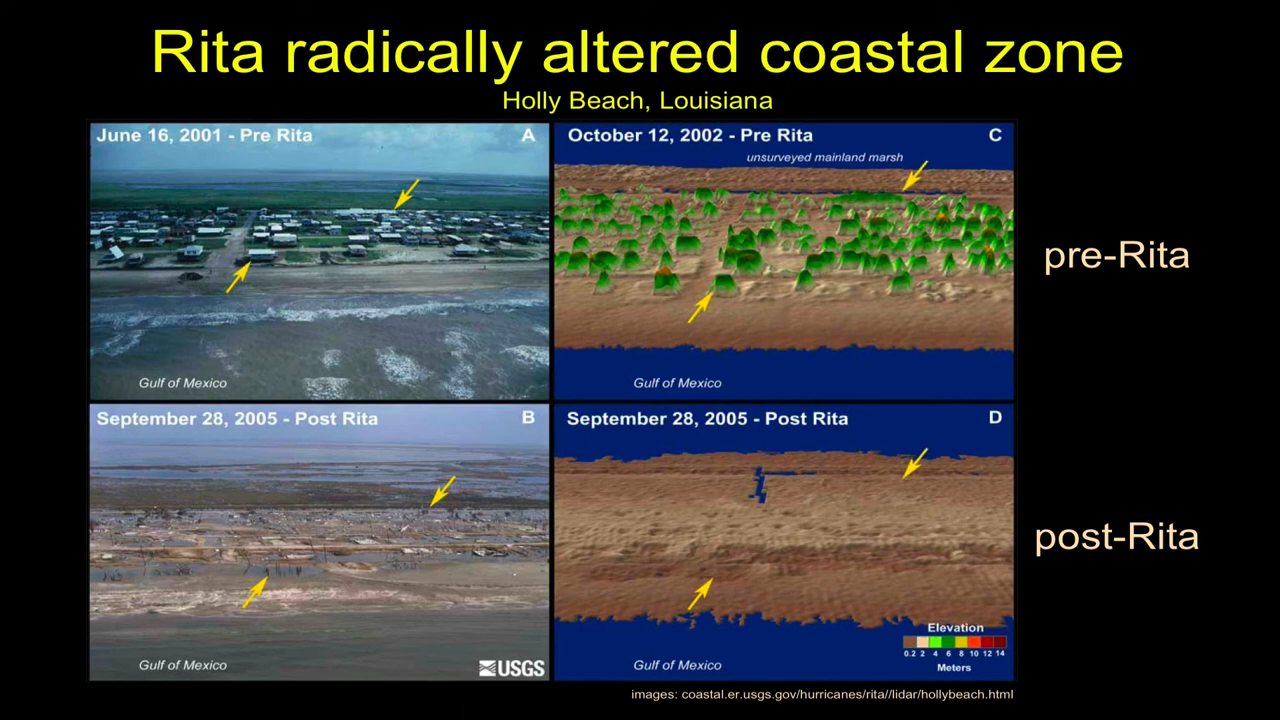 Rita radically altered coastal zone
Holly Beach, Louisiana
June 16, 2001 - Pre Rita
A
October 12, 2002 - Pre Rita
C
unsurveyed mainland marsh
pre-Rita
Gulf of Mexico
Gulf of Mexico
September 28, 2005 - Post Rita
B
September 28, 2005 - Post Rita
D
post-Rita
Gulf of Mexico
USGS
Gulf of Mexico
Elevation
0.2 2 4 6 8 10 12 14
Meters
images: coastal.er.usgs.gov/hurricanes/rita//lidar/hollybeach.html